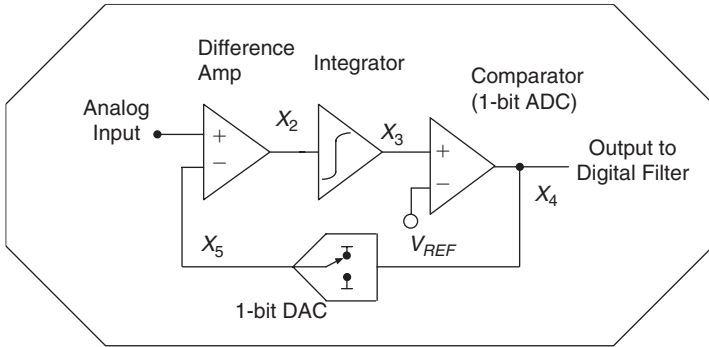 Difference
Amp
Integrator
Comparator
(1-bit ADC)
Analog
Input
X2
X3
+
−
+
−
Output to
Digital Filter
X4
X5
VREF
1-bit DAC